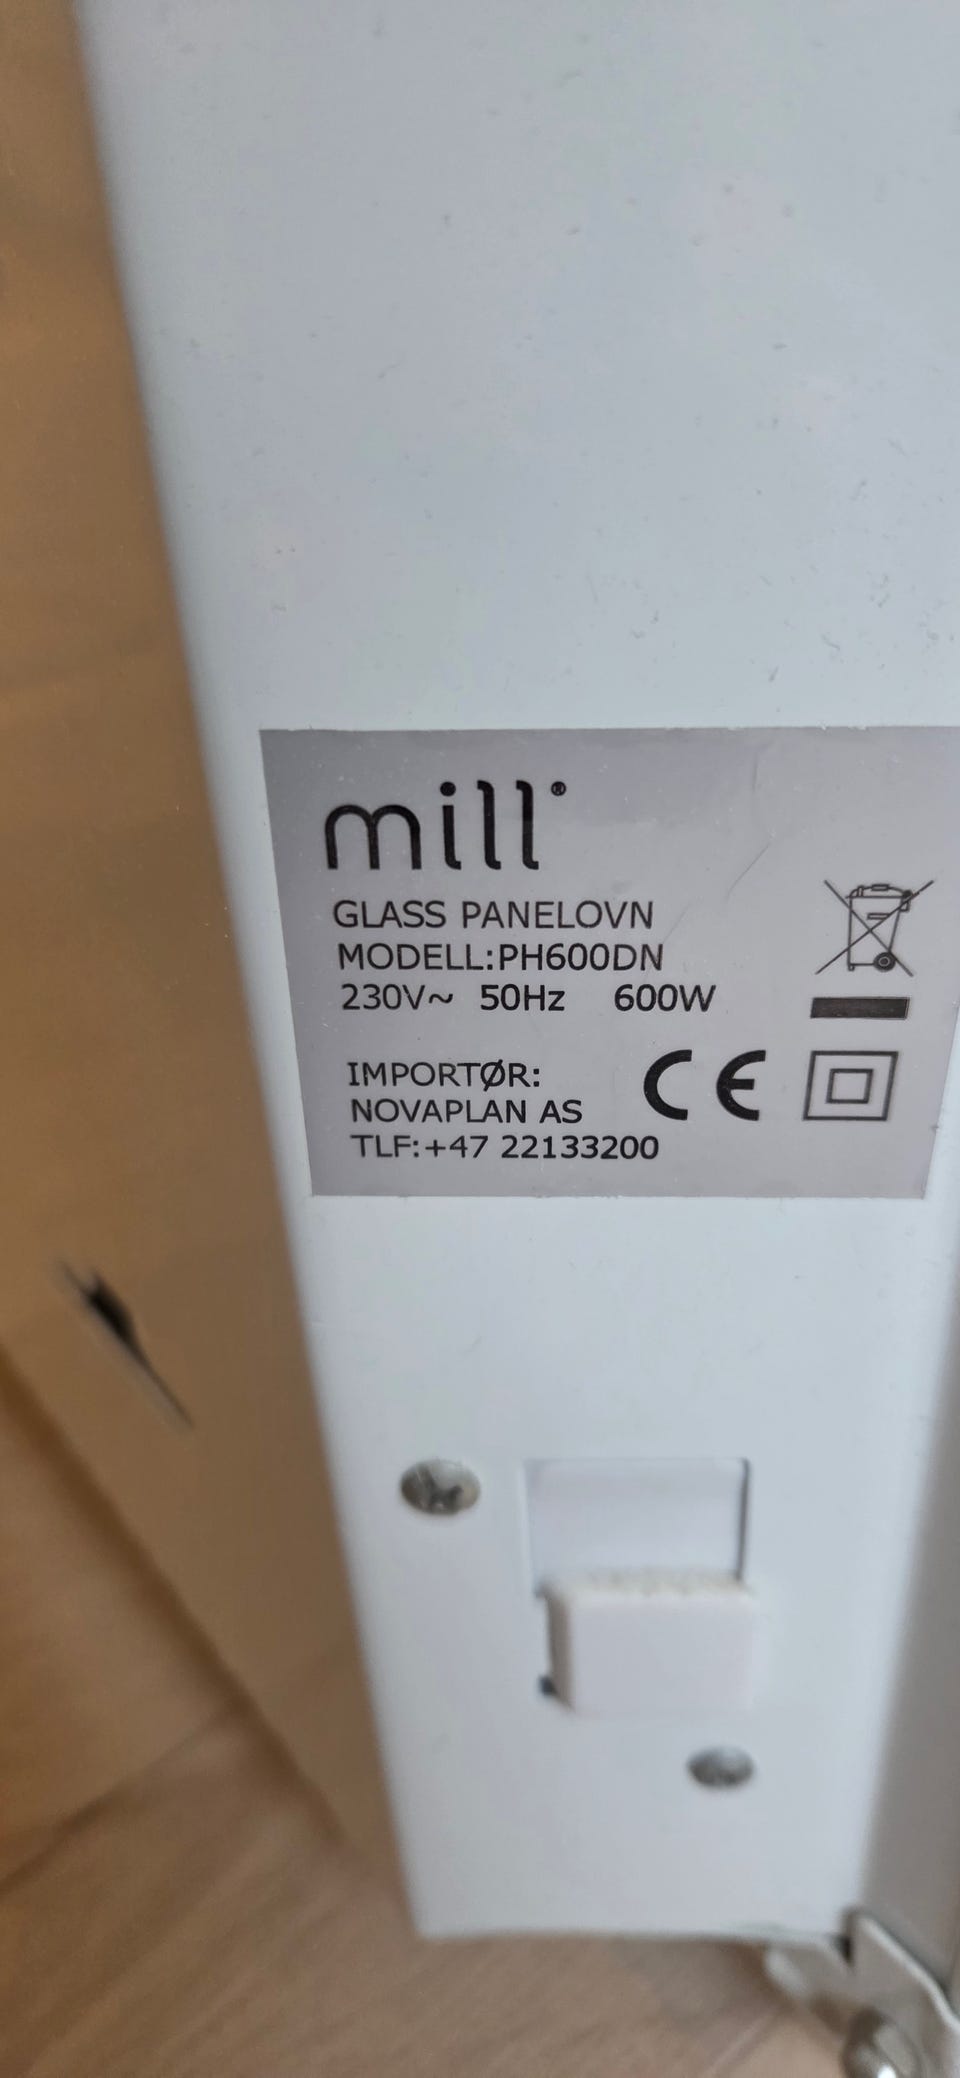 mill®
GLASS PANELOVN
MODELL:PH600DN
230V~ 50Hz 600W
IMPORTØR:
NOVAPLAN AS
TLF:+47 22133200
CE